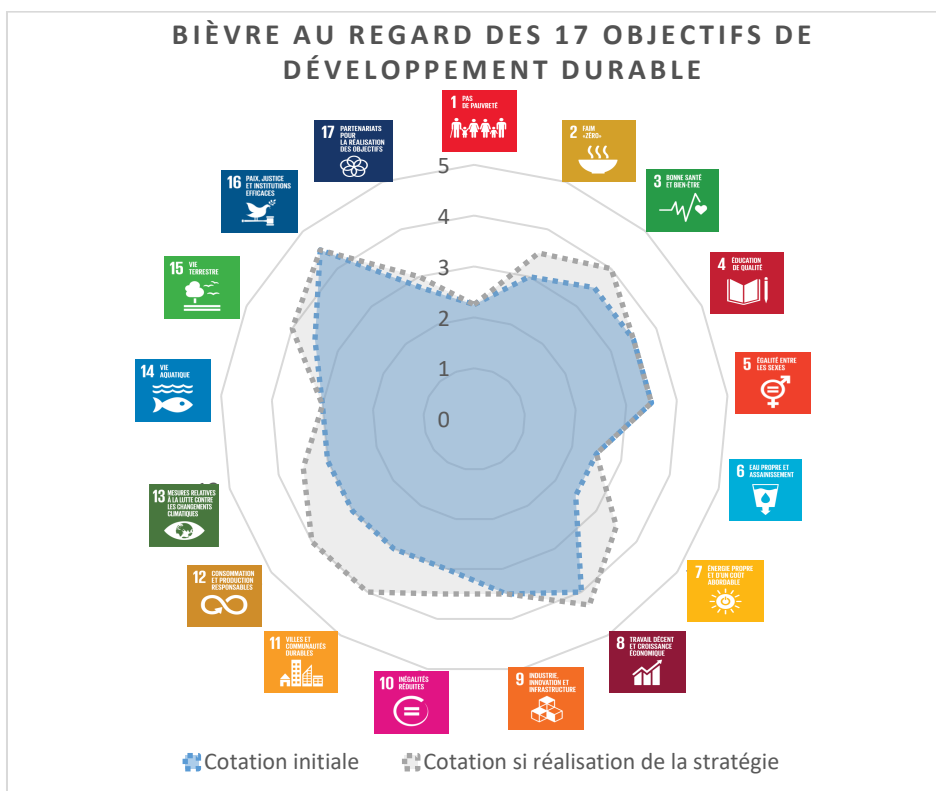 BIÈVRE AU REGARD DES 17 OBJECTIFS DE
DÉVELOPPEMENT DURABLE
1 PAS
DE PAUVRETÉ
2 FAIM
«ZÉRO»
3 BONNE SANTÉ
ET BIEN-ÊTRE
4 ÉDUCATION
DE QUALITÉ
5 ÉGALITÉ ENTRE
LES SEXES
6 EAU PROPRE ET
ASSAINISSEMENT
7 ÉNERGIE PROPRE
ET D'UN COÛT
ABORDABLE
8 TRAVAIL DÉCENT
ET CROISSANCE
ÉCONOMIQUE
9 INDUSTRIE,
INNOVATION ET
INFRASTRUCTURE
10 INÉGALITÉS
RÉDUITES
11 VILLES ET
COMMUNAUTÉS
DURABLES
12 CONSOMMATION
ET PRODUCTION
RESPONSABLES
13 MESURES RELATIVES
À LA LUTTE CONTRE
LES CHANGEMENTS
CLIMATIQUES
14 VIE
AQUATIQUE
15 VIE
TERRESTRE
16 PAIX, JUSTICE
ET INSTITUTIONS
EFFICACES
17 PARTENARIATS
POUR
LA RÉALISATION
DES OBJECTIFS
5
4
3
2
1
0
Cotation initiale
Cotation si réalisation de la stratégie